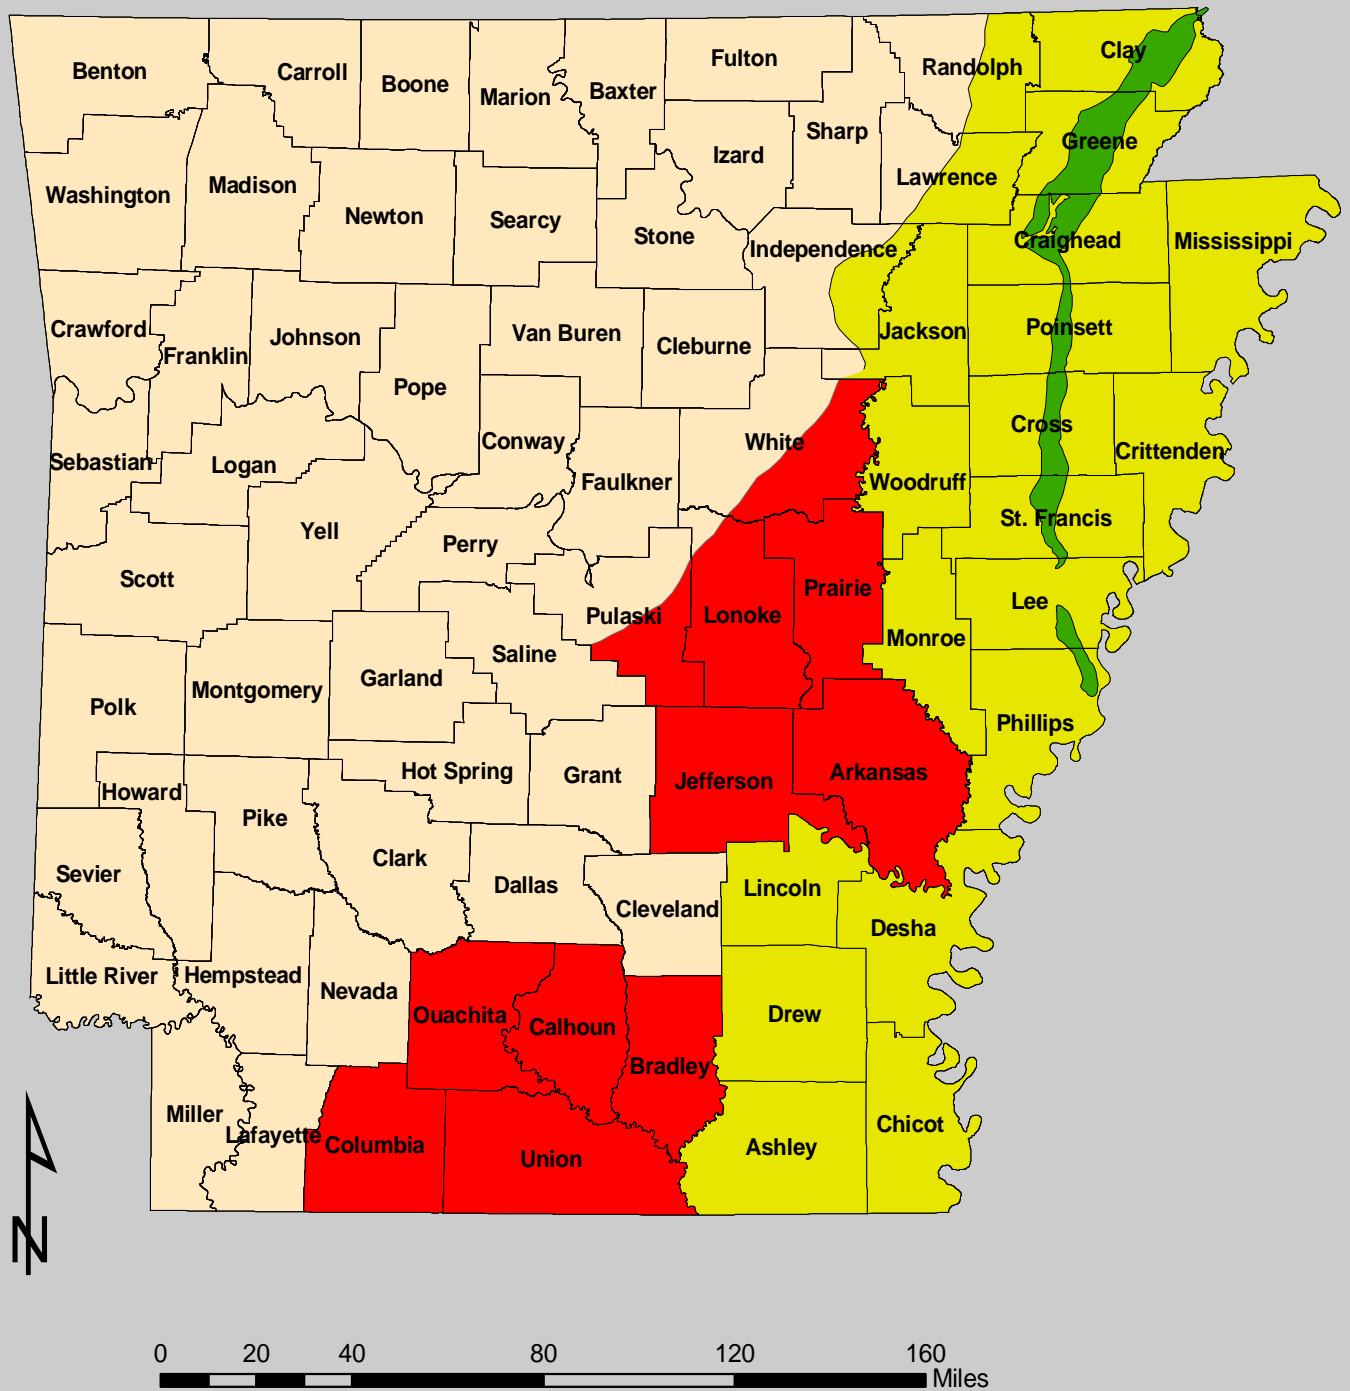 Benton
Carroll
Boone
Marion
Baxter
Fulton
Randolph
Clay
Sharp
Greene
Izard
Lawrence
Washington
Madison
Newton
Searcy
Stone
Independence
Craighead
Mississippi
Crawford
Franklin
Johnson
Pope
Van Buren
Cleburne
Jackson
Poinsett
Sebastian
Logan
Conway
Faulkner
White
Woodruff
Cross
Crittenden
St. Francis
Yell
Perry
Scott
Pulaski
Lonoke
Prairie
Lee
Monroe
Polk
Montgomery
Garland
Saline
Phillips
Howard
Pike
Hot Spring
Grant
Jefferson
Arkansas
Sevier
Clark
Dallas
Cleveland
Lincoln
Desha
Little River
Hempstead
Nevada
Ouachita
Calhoun
Bradley
Drew
Miller
Lafayette
Columbia
Union
Ashley
Chicot
N
0 20 40 80 120 160
Miles